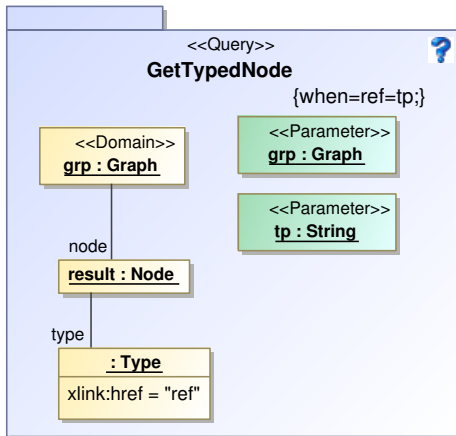 <<Query>>
GetTypedNode
{when=ref=tp;}
<<Domain>>
grp : Graph
<<Parameter>>
grp : Graph
<<Parameter>>
tp : String
node
result : Node
type
: Type
xlink:href = "ref"